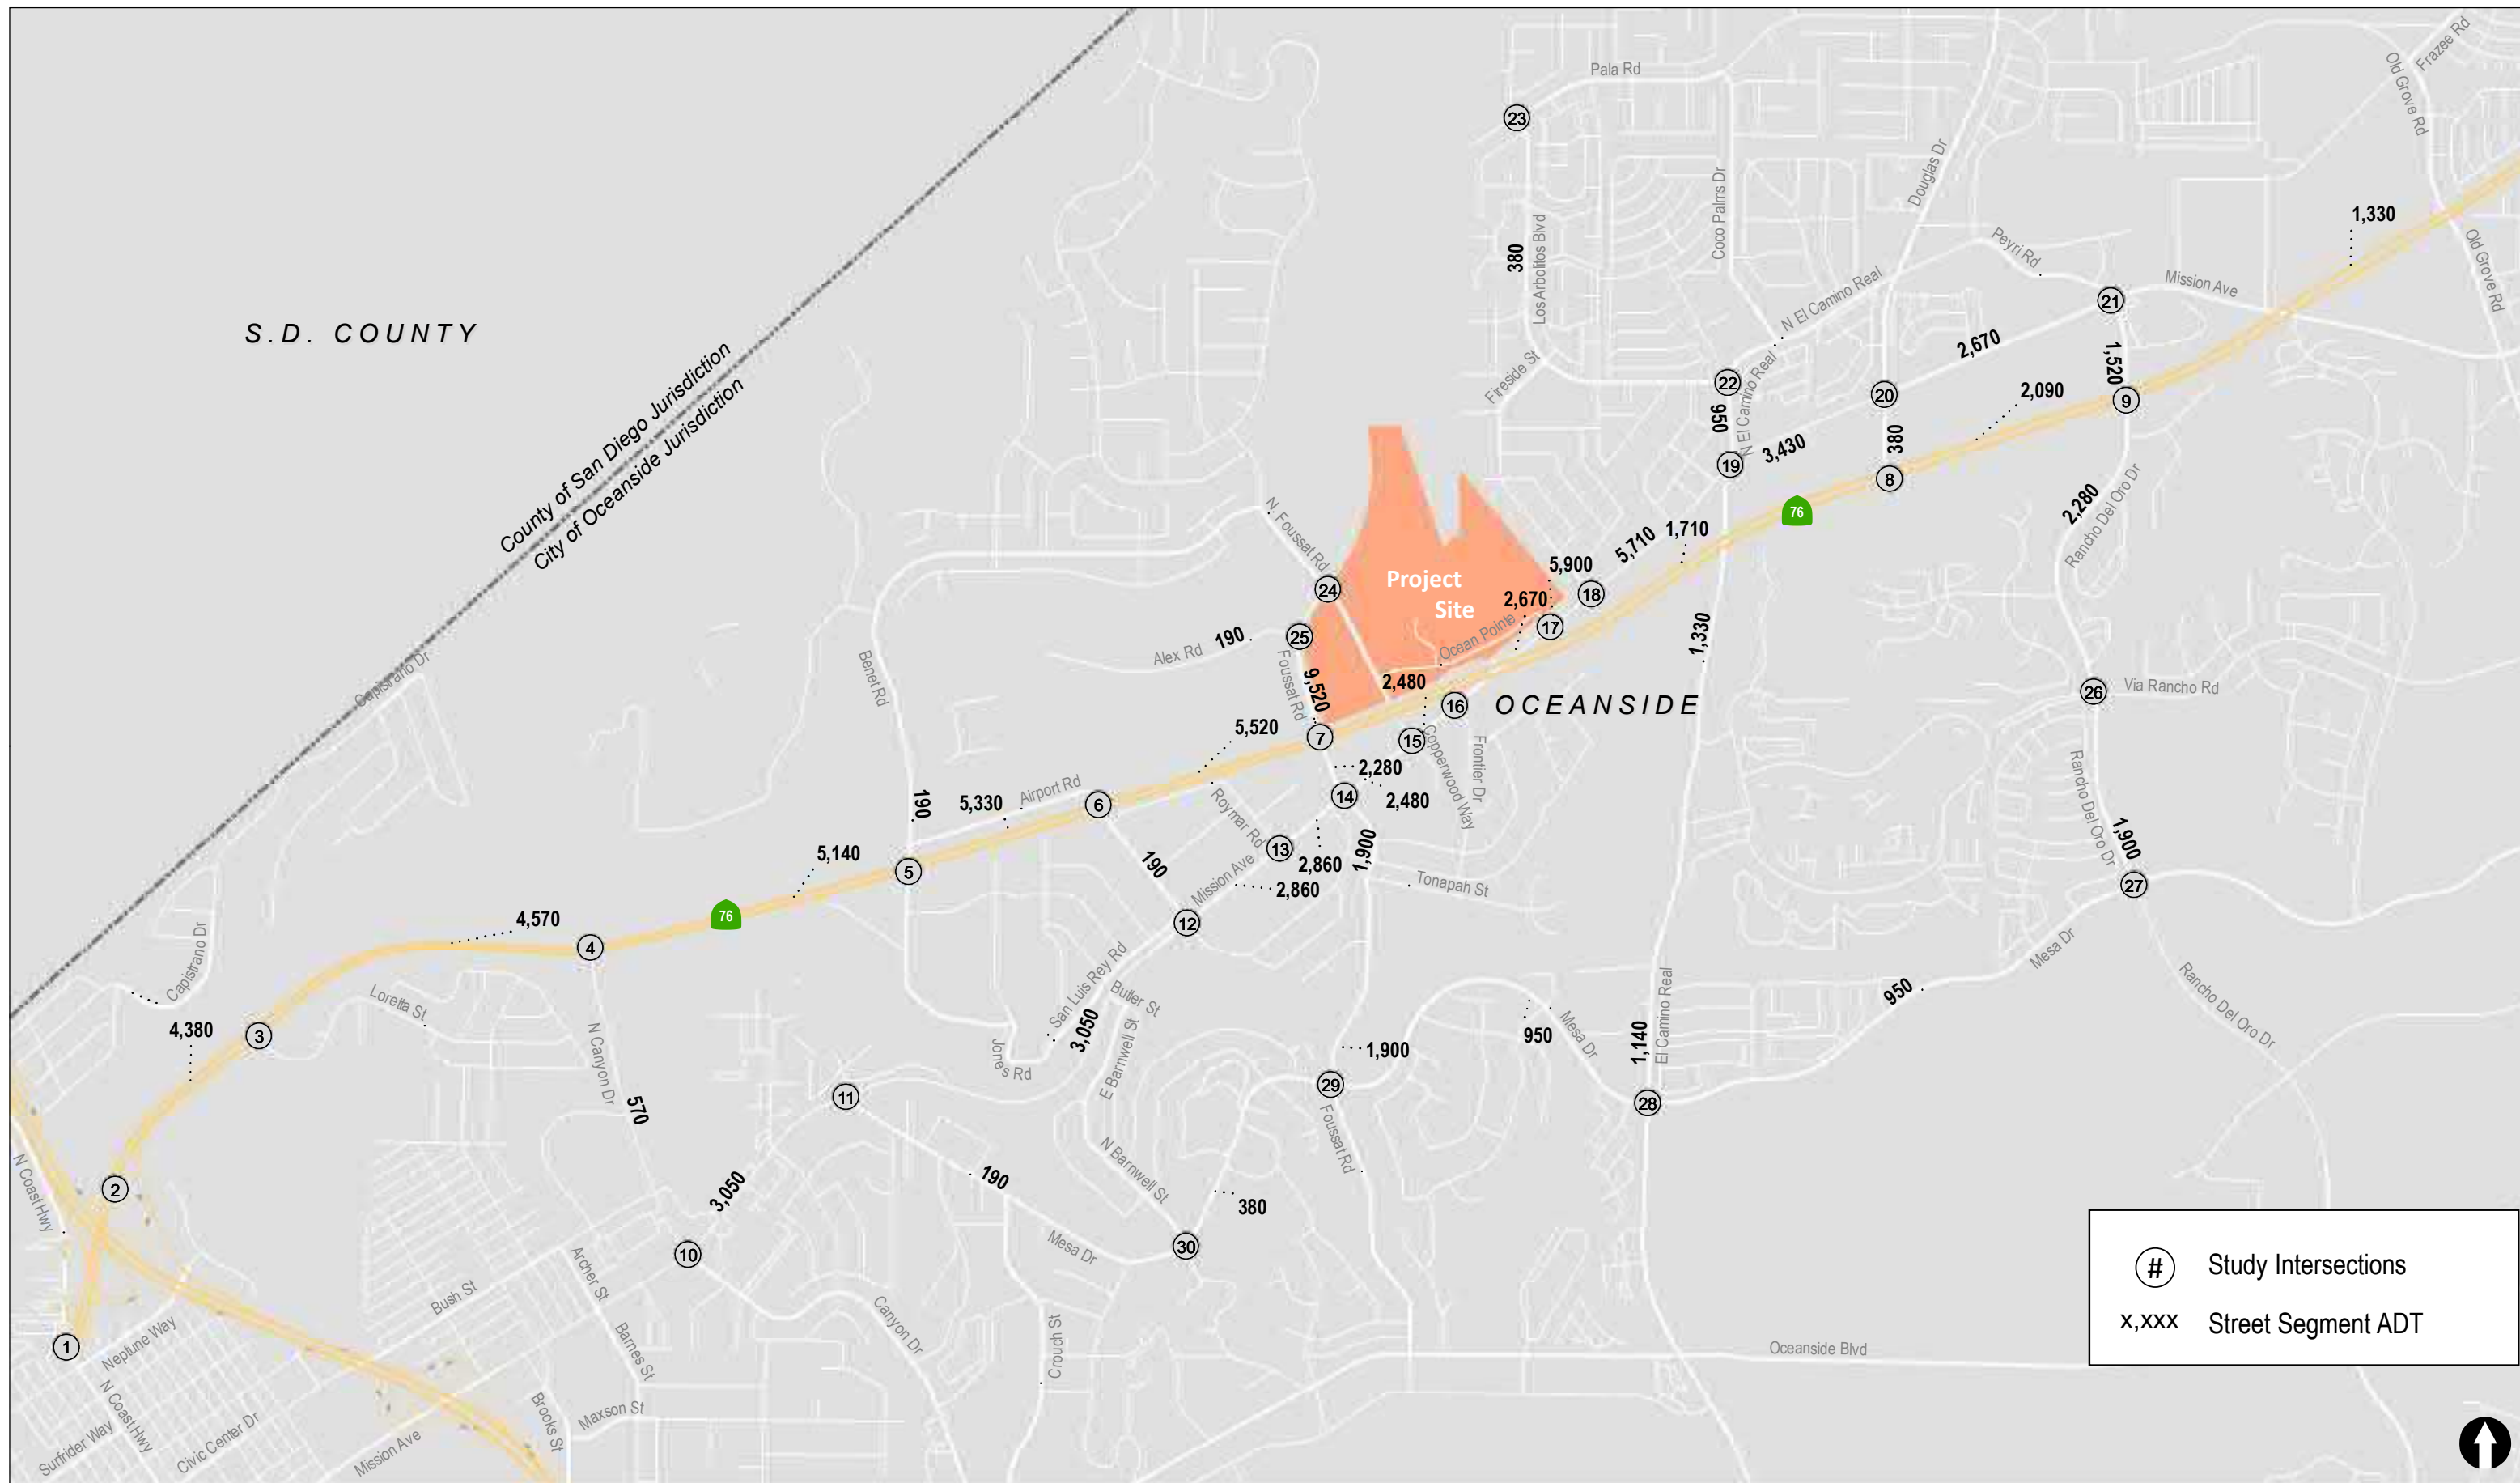 Frazee Rd
Old Grove Rd
Pala Rd
23
Douglas Dr
Coco Palms Dr
Los Arbolitos Blvd
380
1,330
Old Grove Rd
Peyri Rd
Mission Ave
21
N El Camino Real
S.D. COUNTY
County of San Diego Jurisdiction
City of Oceanside Jurisdiction
2,670
1,520
Fireside St
22
N El Camino Real
950
20
2,090
9
380
3,430
19
8
76
2,280
Rancho Del Oro Dr
N. Foussat Rd
5,710
1,710
5,900
Project
Site
24
2,670
18
17
Ocean Pointe
25
190
Alex Rd
Foussat Rd
9,520
Benet Rd
Capistrano Dr
1,330
2,480
16
OCEANSIDE
26
Via Rancho Rd
5,520
7
15
Copperwood Way
Frontier Dr
2,280
2,480
14
Airport Rd
5,330
6
190
Roymar Rd
13
2,860
1,900
Rancho Del Oro Dr
1,900
5,140
5
190
Mission Ave
2,860
Tonapah St
27
12
76
4,570
4
Capistrano Dr
Loretta St
N Canyon Dr
San Luis Rey Rd
Butler St
3,050
E Barnwell St
Jones Rd
Mesa Dr
950
Rancho Del Oro Dr
4,380
3
950
Mesa Dr
1,140
El Camino Real
1,900
29
28
Foussat Rd
570
11
N Coast Hwy
2
3,050
190
N Barnwell St
380
30
Mesa Dr
10
Archer St
Bush St
Canyon Dr
Crouch St
Barnes St
1
Neptune Way
N Coast Hwy
Oceanside Blvd
Brooks St
Maxson St
Surfrider Way
Civic Center Dr
Mission Ave
# Study Intersections
x,xxx Street Segment ADT